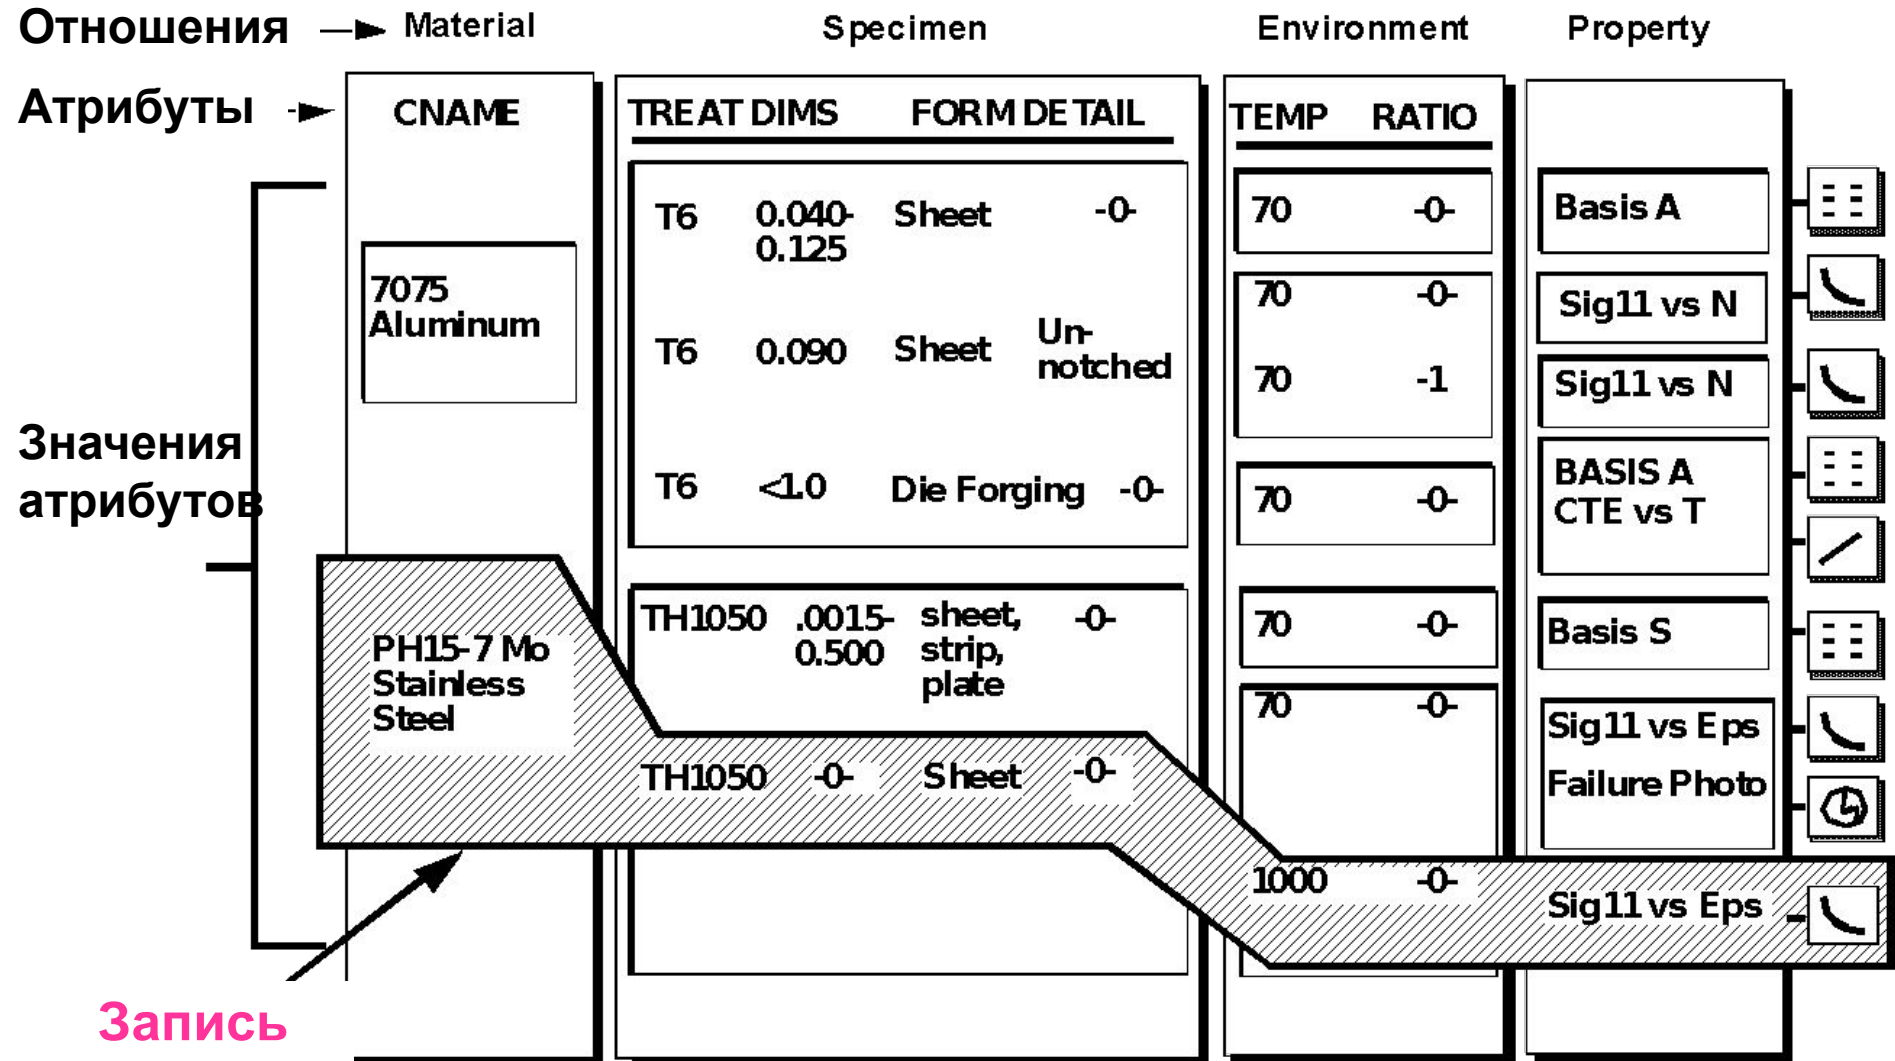 Отношения Material Specimen Environment Property
Атрибуты CNAME TREAT DIMS FORM DETAIL TEMP RATIO
Значения
атрибутов
7075
Aluminum
T6 0.040- Sheet -0-
0.125
T6 0.090 Sheet Un-
notched
T6 <1.0 Die Forging -0-
70 -0-
70 -0-
70 -1
70 -0-
Basis A
Sig11 vs N
Sig11 vs N
BASIS A
CTE vs T
PH15-7 Mo
Stainless
Steel
TH1050 .0015- sheet, -0-
0.500 strip,
plate
TH1050 -0- Sheet -0-
70 -0-
70 -0-
1000 -0-
Basis S
Sig11 vs Eps
Failure Photo
Sig11 vs Eps
Запись